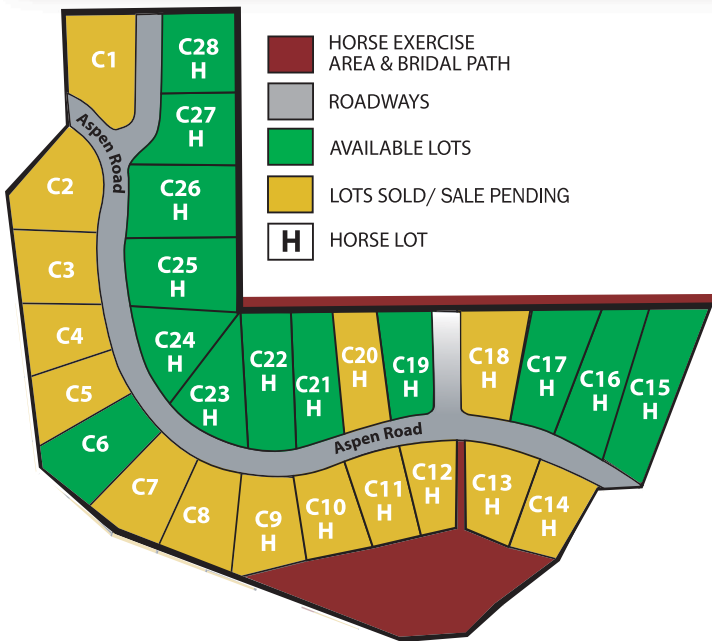 HORSE EXERCISE
AREA & BRIDAL PATH
ROADWAYS
AVAILABLE LOTS
LOTS SOLD/ SALE PENDING
H
HORSE LOT
C1
C28
H
C27
H
Aspen Road
C2
C26
H
C3
C25
H
C4
C24
H
C5
C23
H
C22
H
C21
H
C20
H
C19
H
C18
H
C17
H
C16
H
C15
H
Aspen Road
C6
C7
C8
C9
H
C10
H
C11
H
C12
H
C13
H
C14
H